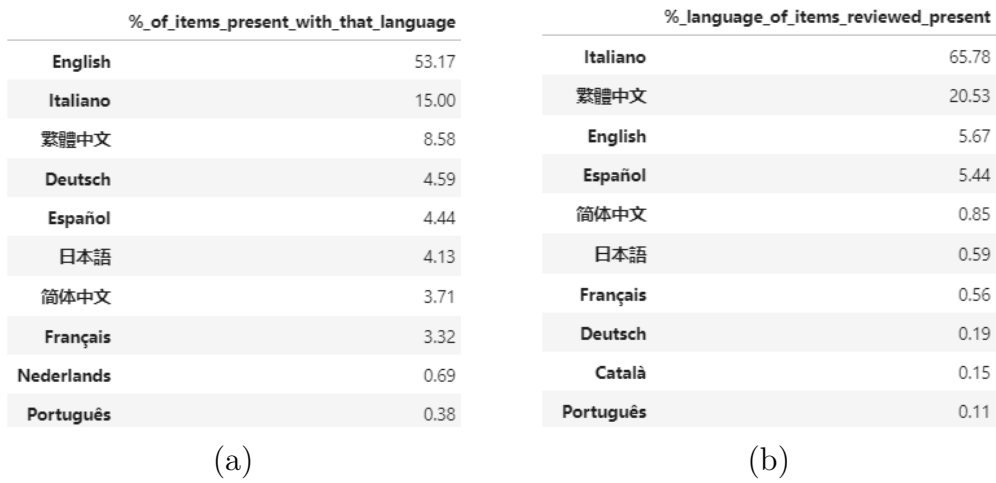 %_of_items_present_with_that_language
English 53.17
Italiano 15.00
繁體中文 8.58
Deutsch 4.59
Español 4.44
日本語 4.13
简体中文 3.71
Français 3.32
Nederlands 0.69
Português 0.38
(a)
%_language_of_items_reviewed_present
Italiano 65.78
繁體中文 20.53
English 5.67
Español 5.44
简体中文 0.85
日本語 0.59
Français 0.56
Deutsch 0.19
Català 0.15
Português 0.11
(b)